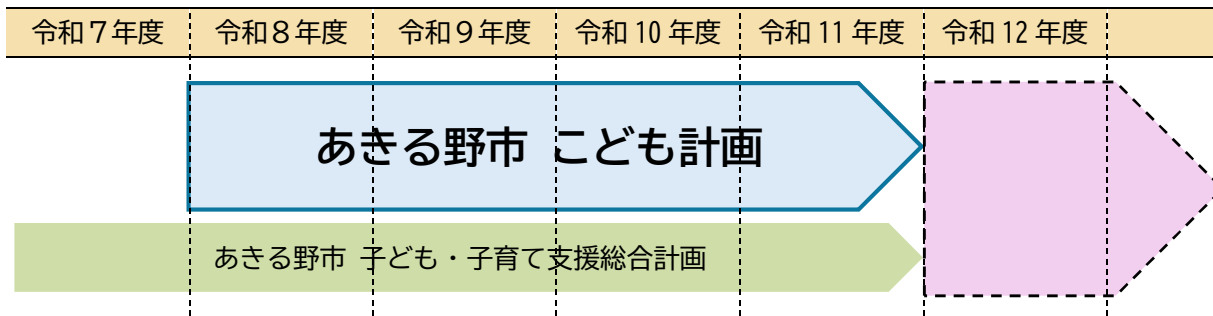 令和７年度 令和８年度 令和９年度 令和 10 年度 令和 11 年度 令和 12 年度
あきる野市 こども計画
あきる野市 子ども・子育て支援総合計画